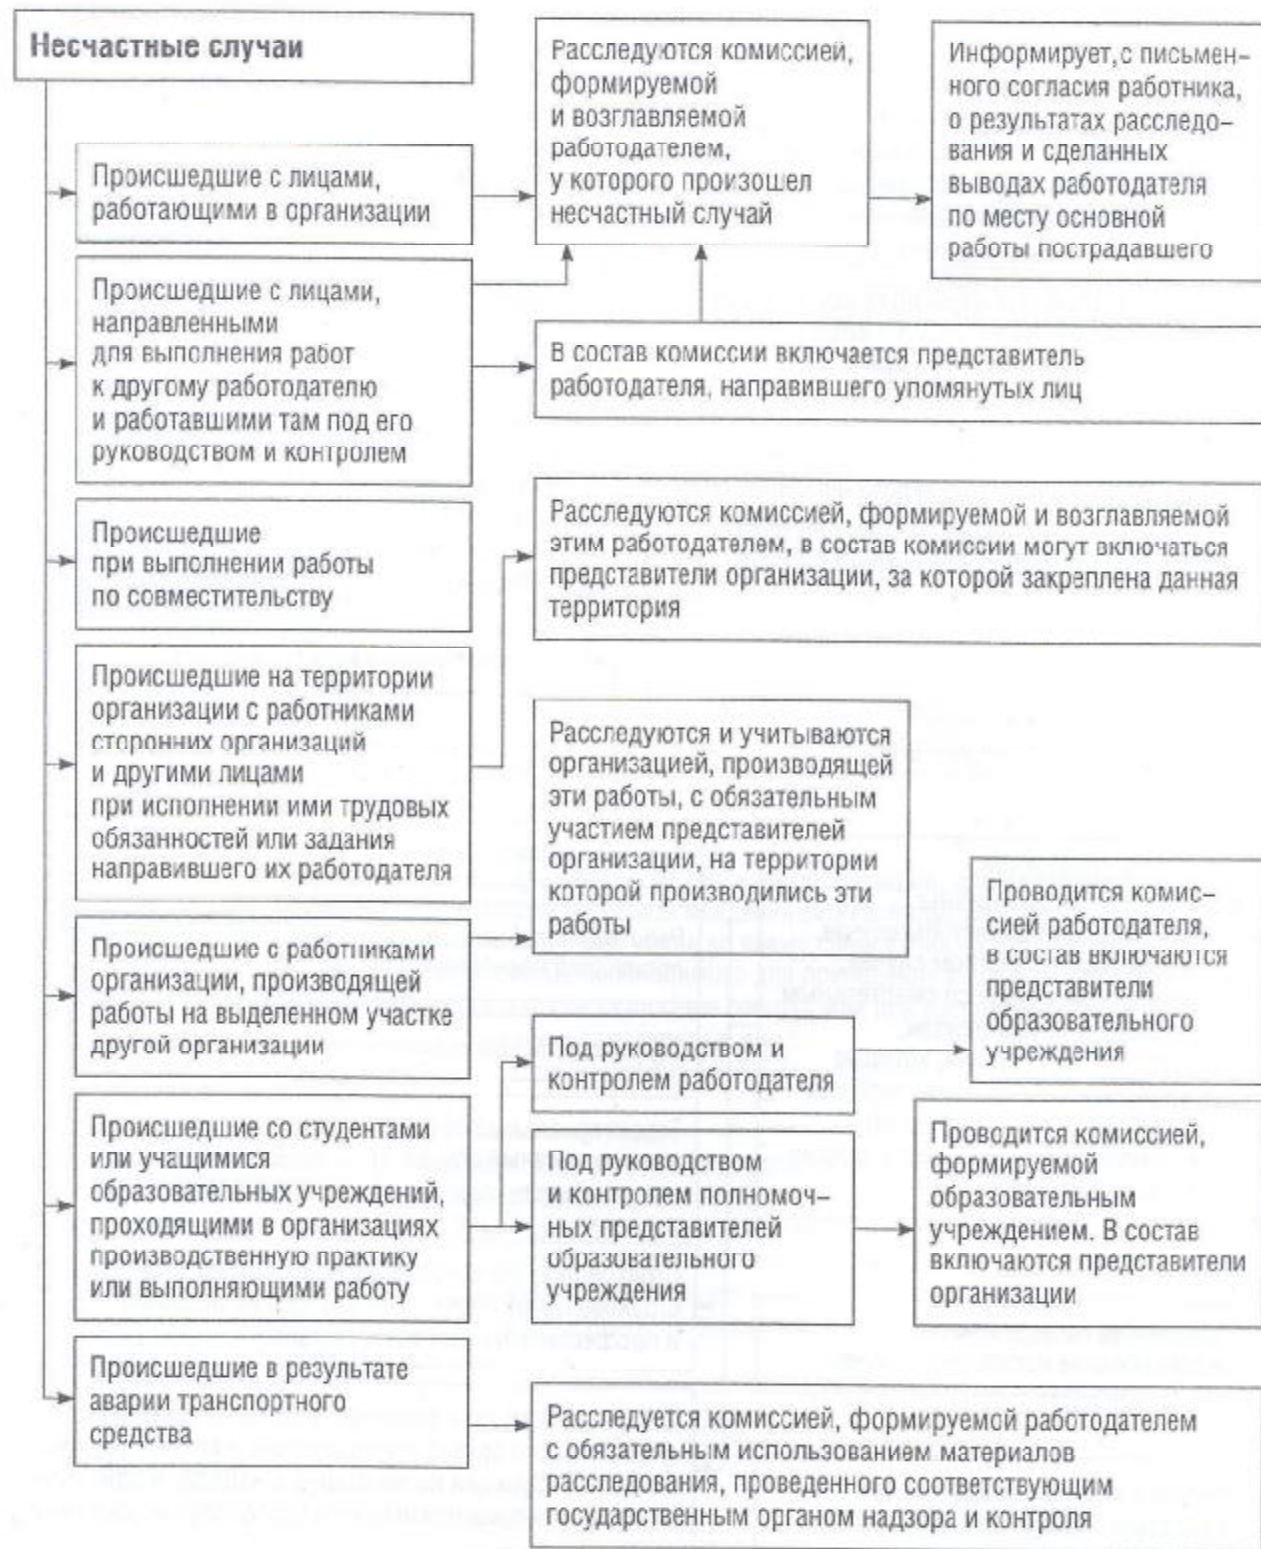 Несчастные случаи
Происшедшие с лицами,
работающими в организации
Расследуются комиссией,
формируемой
и возглавляемой
работодателем,
у которого произошел
несчастный случай
Информирует, с письмен-
ного согласия работника,
о результатах расследо-
вания и сделанных
выводах работодателя
по месту основной
работы пострадавшего
Происшедшие с лицами,
направленными
для выполнения работ
к другому работодателю
и работавшими там под его
руководством и контролем
В состав комиссии включается представитель
работодателя, направившего упомянутых лиц
Происшедшие
при выполнении работы
по совместительству
Происшедшие на территории
организации с работниками
сторонних организаций
и другими лицами
при исполнении ими трудовых
обязанностей или задания
направившего их работодателя
Расследуются комиссией, формируемой и возглавляемой
этим работодателем, в состав комиссии могут включаться
представители организации, за которой закреплена данная
территория
Происшедшие с работниками
организации, производящей
работы на выделенном участке
другой организации
Расследуются и учитываются
организацией, производящей
эти работы, с обязательным
участием представителей
организации, на территории
которой производились эти
работы
Происшедшие со студентами
или учащимися
образовательных учреждений,
проходящими в организациях
производственную практику
или выполняющими работу
Под руководством и
контролем работодателя
Проводится комис-
сией работодателя,
в состав включаются
представители
образовательного
учреждения
Под руководством
и контролем полномоч-
ных представителей
образовательного
учреждения
Проводится комиссией,
формируемой
образовательным
учреждением. В состав
включаются представители
организации
Происшедшие в результате
аварии транспортного
средства
Расследуется комиссией, формируемой работодателем
с обязательным использованием материалов
расследования, проведенного соответствующим
государственным органом надзора и контроля